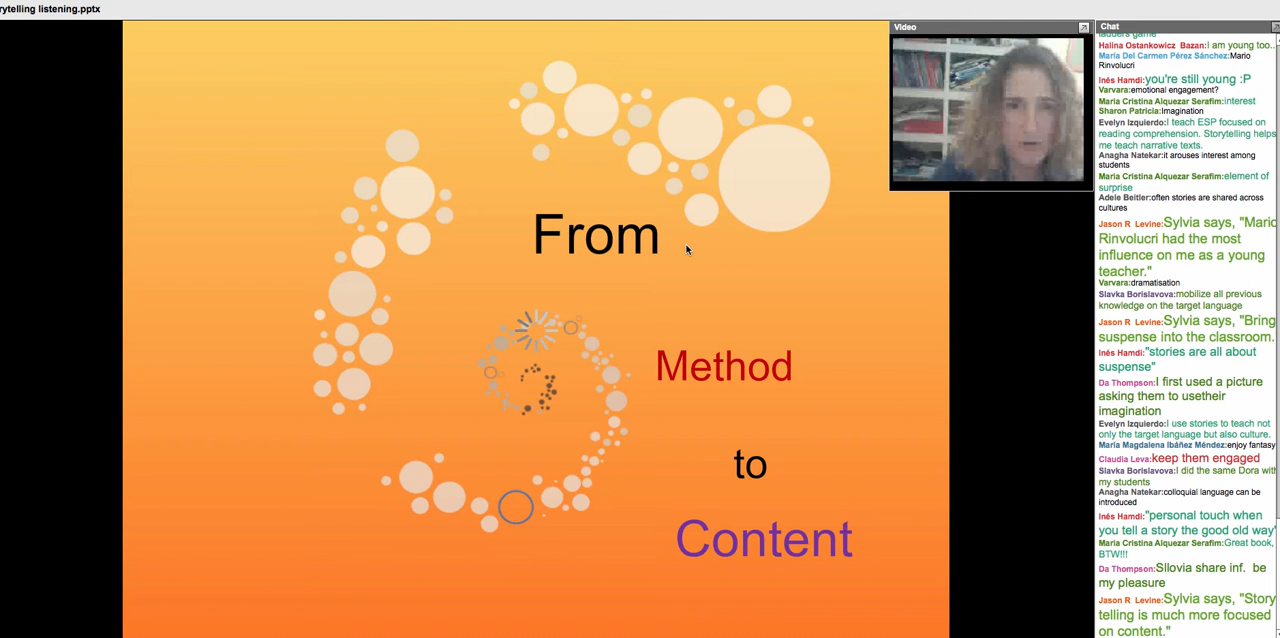 rytelling listening.pptx
From
Method
to
Content
Video
Chat
ladders game
Halina Ostankowicz Bazan:I am young too..
María Del Carmen Pérez Sánchez:Mario
Rinvolucri
Inés Hamdi:you're still young :P
Varvara:emotional engagement?
Maria Cristina Alquezar Serafim:interest
Sharon Patricia:Imagination
Evelyn Izquierdo:I teach ESP focused on
reading comprehension. Storytelling helps
me teach narrative texts.
Anagha Natekar:it arouses interest among
students
Maria Cristina Alquezar Serafim:element of
surprise
Adele Beitler:often stories are shared across
cultures
Jason R Levine:Sylvia says, "Mario
Rinvolucri had the most
influence on me as a young
teacher."
Varvara:dramatisation
Slavka Borislavova:mobilize all previous
knowledge on the target language
Jason R Levine:Sylvia says, "Bring
suspense into the classroom.
Inés Hamdi:"stories are all about
suspense"
Da Thompson:I first used a picture
asking them to usetheir
imagination
Evelyn Izquierdo:I use stories to teach not
only the target language but also culture.
María Magdalena Ibáñez Méndez:enjoy fantasy
Claudia Leva:keep them engaged
Slavka Borislavova:I did the same Dora with
my students
Anagha Natekar:colloquial language can be
introduced
Inés Hamdi:"personal touch when
you tell a story the good old way"
Maria Cristina Alquezar Serafim:Great book,
BTW!!!
Da Thompson:Sllovia share inf. be
my pleasure
Jason R Levine:Sylvia says, "Story
telling is much more focused
on content."